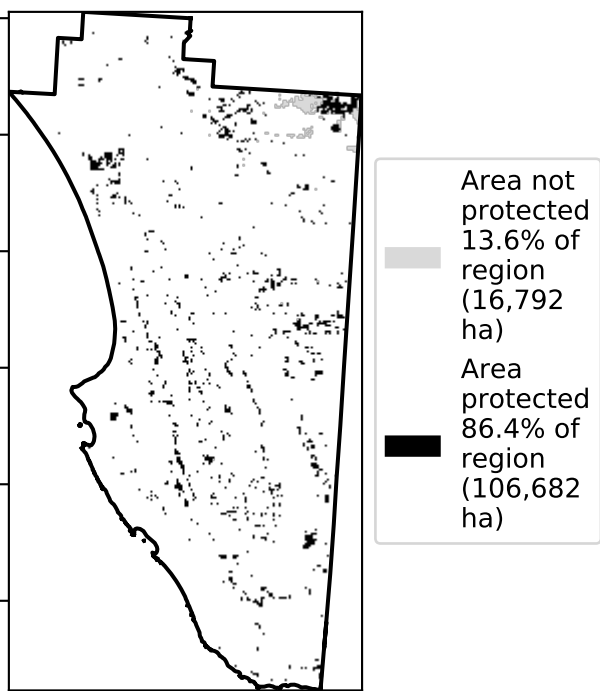 Area not
protected
13.6% of
region
(16,792
ha)
Area
protected
86.4% of
region
(106,682
ha)